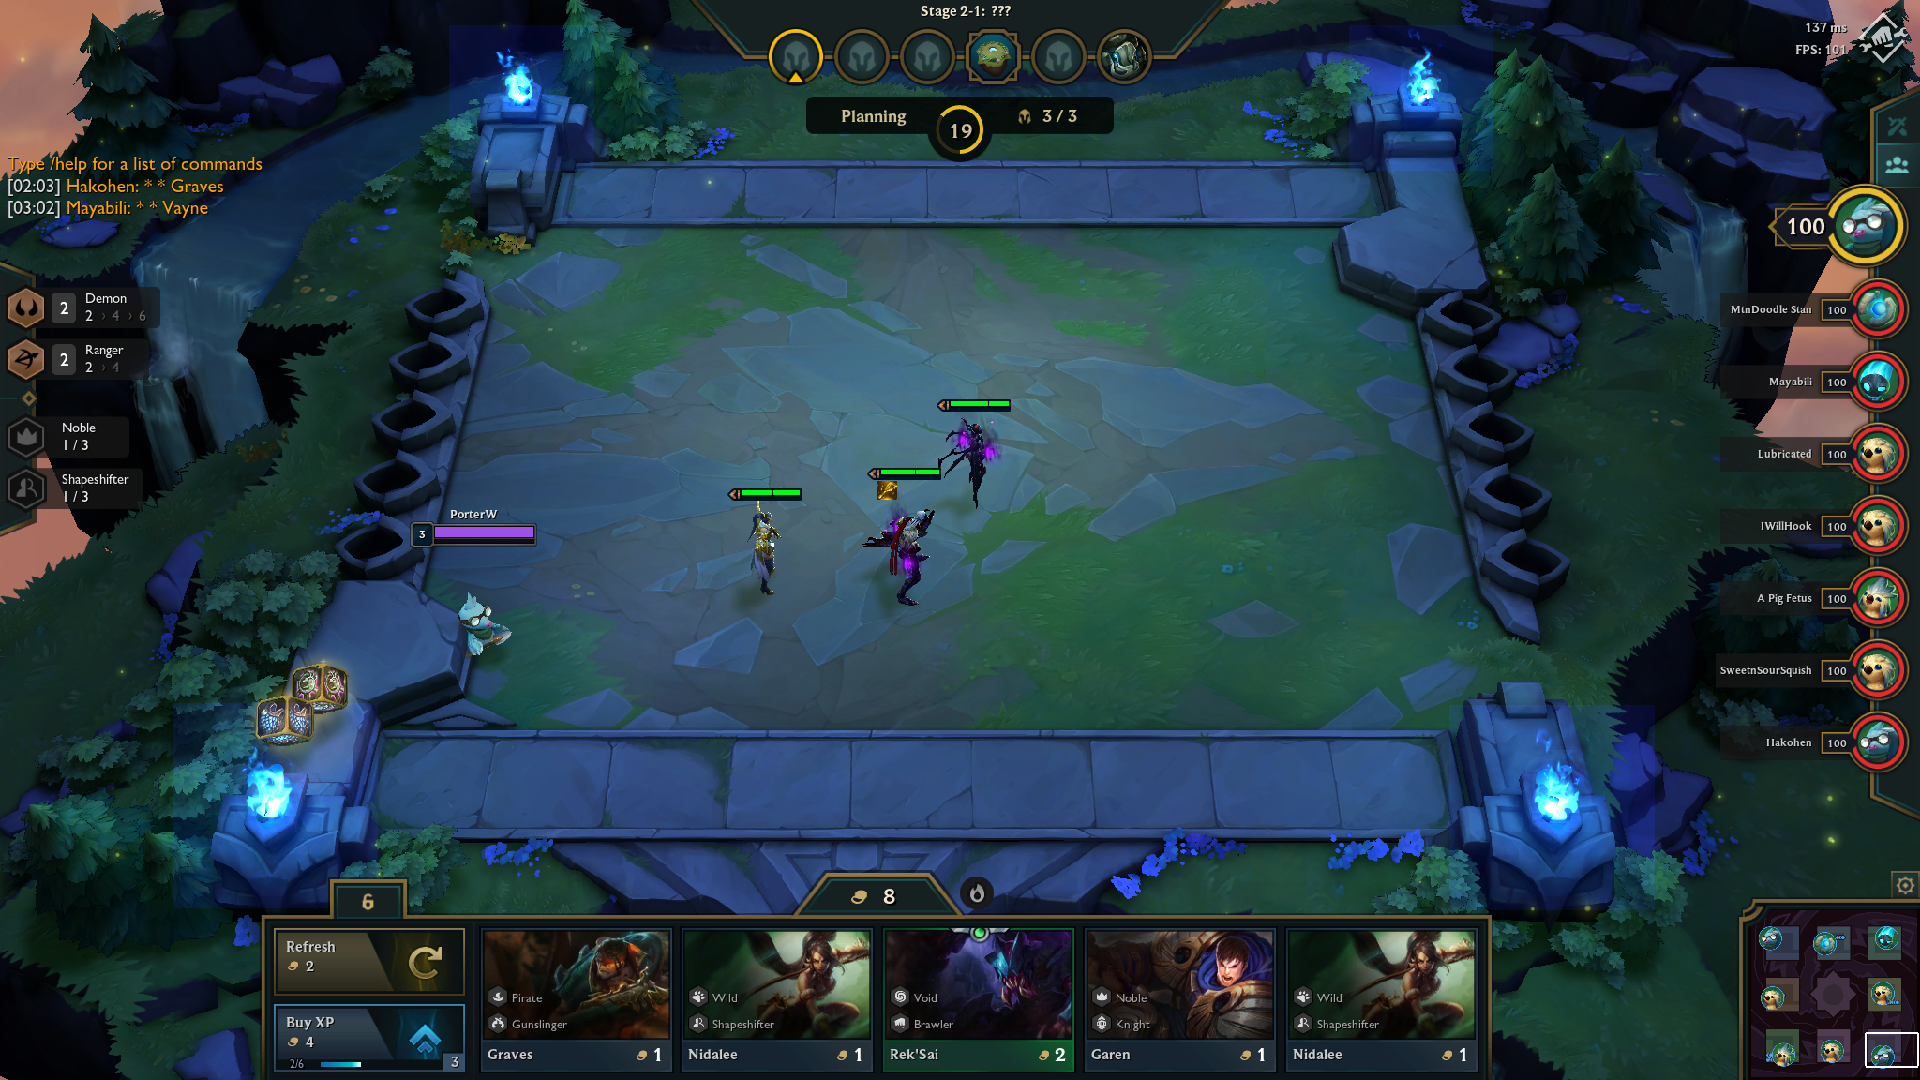 Stage 2-1: ???
137 ms
FPS: 101
Planning
19
3 / 3
Type /help for a list of commands
[02:03] Hakohen: * * Graves
[03:02] Mayabili: * * Vayne
100
2
Demon
2 › 4 › 6
2
Ranger
2 › 4
Noble
1 / 3
Shapeshifter
1 / 3
MtnDoodle Stan 100
Mayabili 100
Lubricated 100
IWillHook 100
A Pig Fetus 100
SweetnSourSquish 100
Hakohen 100
PorterW
3
6
8
Refresh
2
Buy XP
4
2/6
3
Pirate
Gunslinger
Graves 1
Wild
Shapeshifter
Nidalee 1
Void
Brawler
Rek'Sai 2
Noble
Knight
Garen 1
Wild
Shapeshifter
Nidalee 1